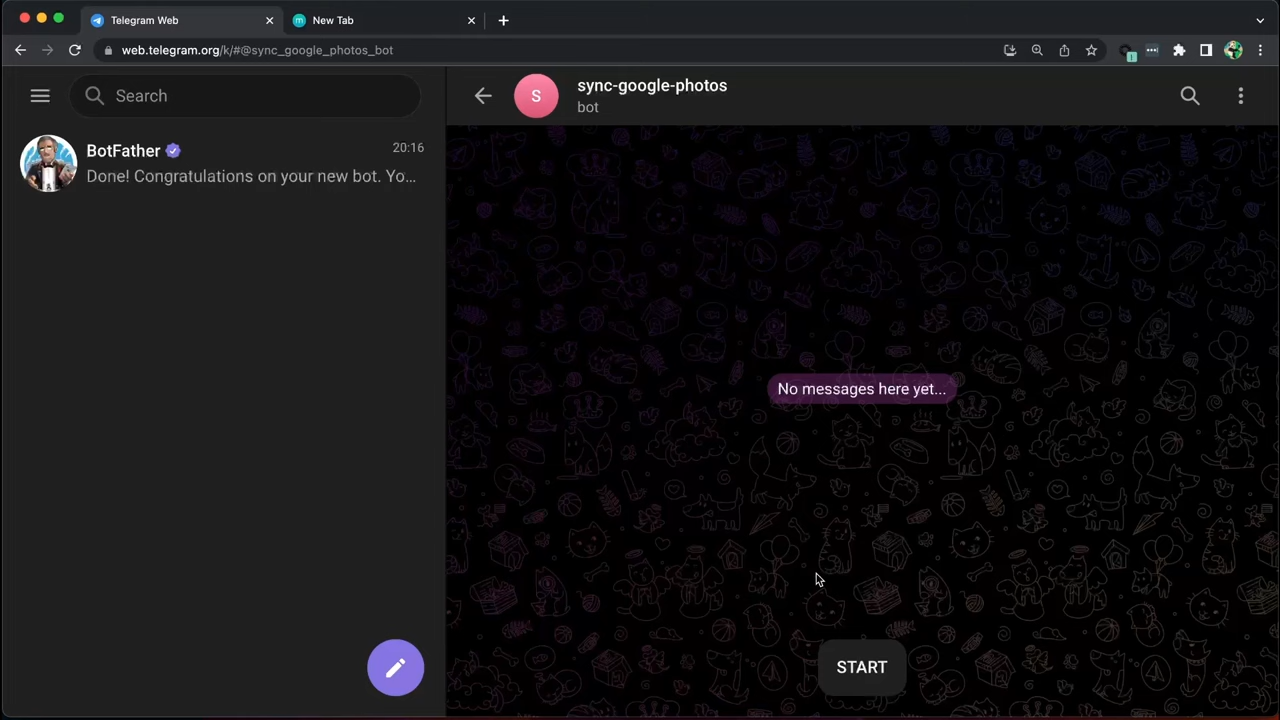 Telegram Web
New Tab
web.telegram.org/k/#@sync_google_photos_bot
1
Search
BotFather
20:16
Done! Congratulations on your new bot. Yo...
S
sync-google-photos
bot
No messages here yet...
START